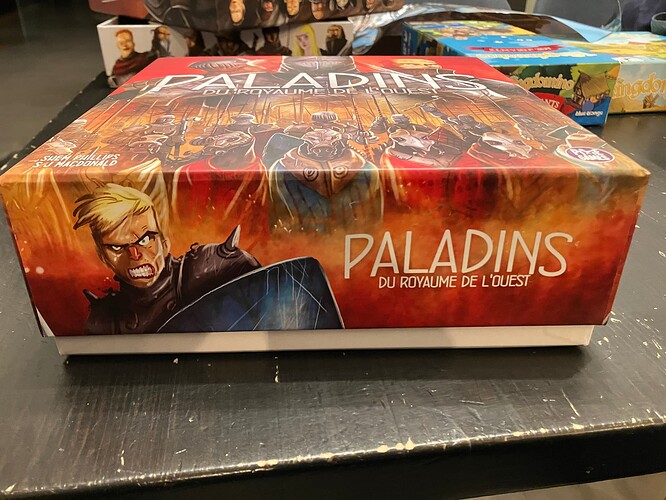 PALADINS
DU ROYAUME DE L'OUEST
SHEM PHILLIPS
S J MACDONALD
PALADINS
DU ROYAUME DE L'OUEST